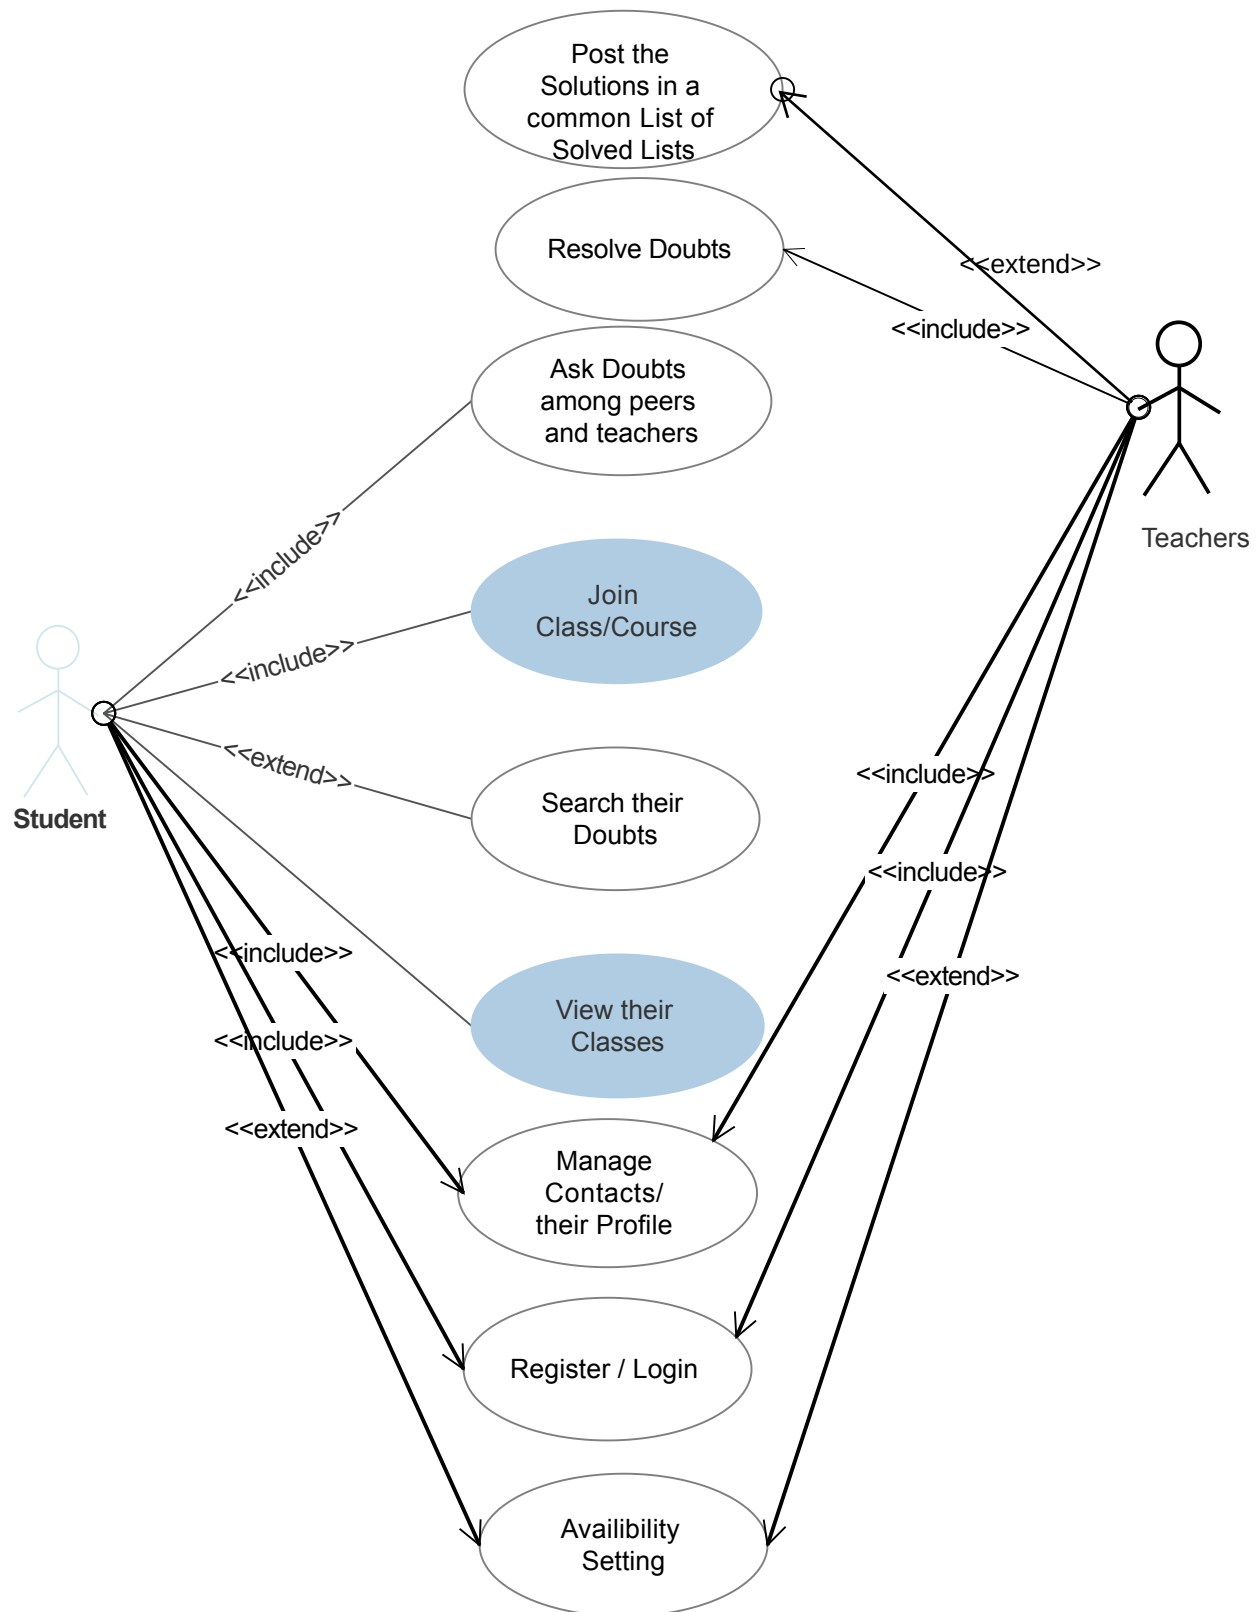 Post the
Solutions in a
common List of
Solved Lists
Resolve Doubts
<<extend>>
<<include>>
Ask Doubts
among peers
and teachers
<<include>>
Teachers
Join
Class/Course
<<include>>
<<extend>>
Student
Search their
Doubts
<<include>>
<<include>>
<<include>>
<<extend>>
View their
Classes
<<include>>
<<extend>>
Manage
Contacts/
their Profile
Register / Login
Availibility
Setting